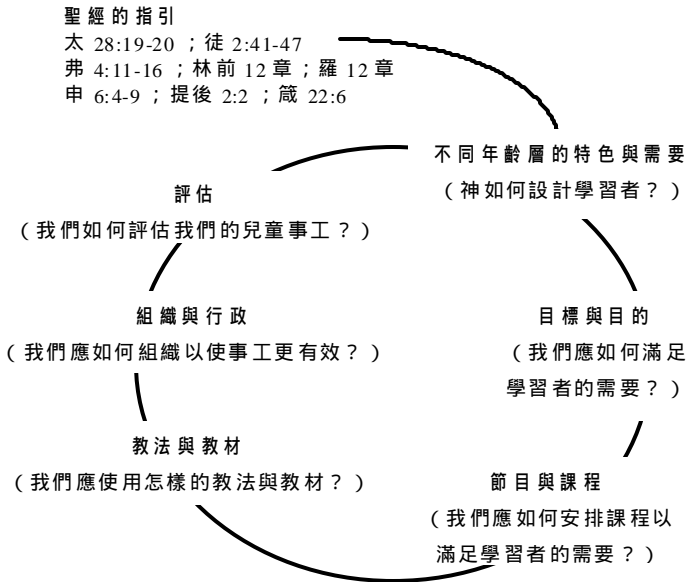 聖經的指引
太 28:19-20 ；徒 2:41-47
弗 4:11-16 ；林前 12 章；羅 12 章
申 6:4-9 ；提後 2:2 ；箴 22:6
不同年齡層的特色與需要
（神如何設計學習者？）
評估
（我們如何評估我們的兒童事工？）
組織與行政
（我們應如何組織以使事工更有效？）
目標與目的
（我們應如何滿足
學習者的需要？）
教法與教材
（我們應使用怎樣的教法與教材？）
節目與課程
（我們應如何安排課程以
滿足學習者的需要？）